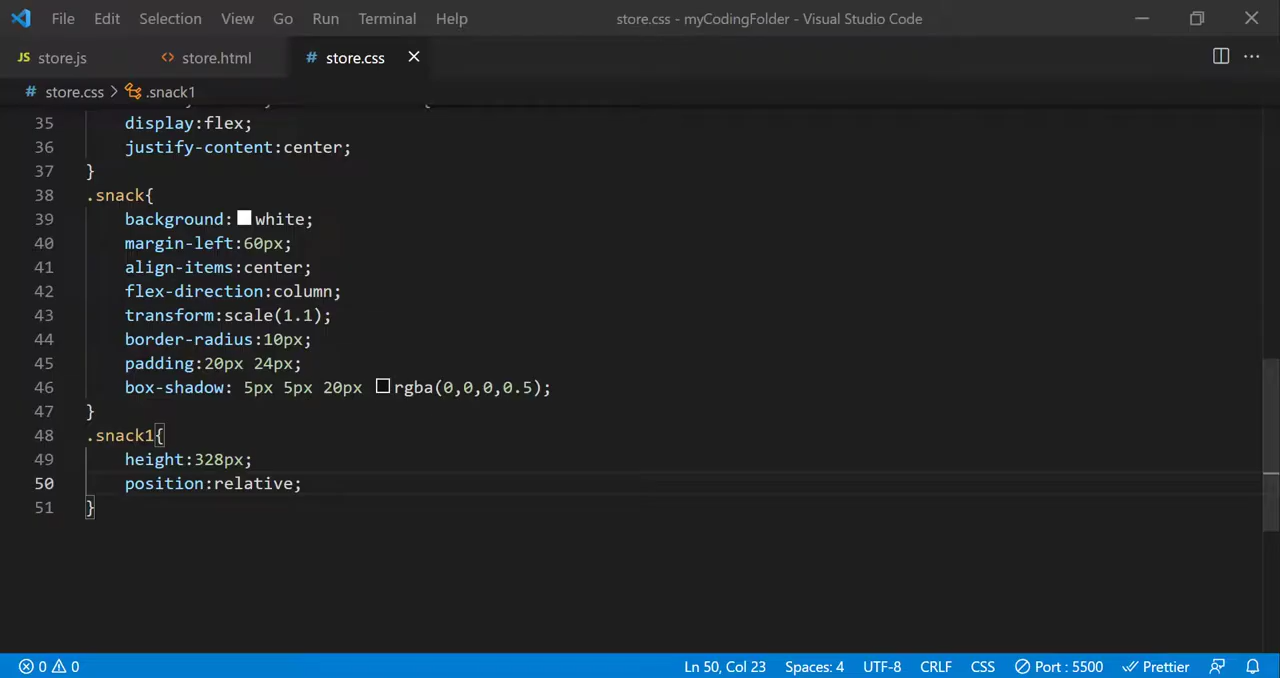 File Edit Selection View Go Run Terminal Help store.css - myCodingFolder - Visual Studio Code
JS store.js <> store.html # store.css
# store.css > .snack1
35 display:flex;
36 justify-content:center;
37 }
38 .snack{
39 background:white;
40 margin-left:60px;
41 align-items:center;
42 flex-direction:column;
43 transform:scale(1.1);
44 border-radius:10px;
45 padding:20px 24px;
46 box-shadow: 5px 5px 20px rgba(0,0,0,0.5);
47 }
48 .snack1{
49 height:328px;
50 position:relative;
51 }
0 0 Ln 50, Col 23 Spaces: 4 UTF-8 CRLF CSS Port : 5500 Prettier